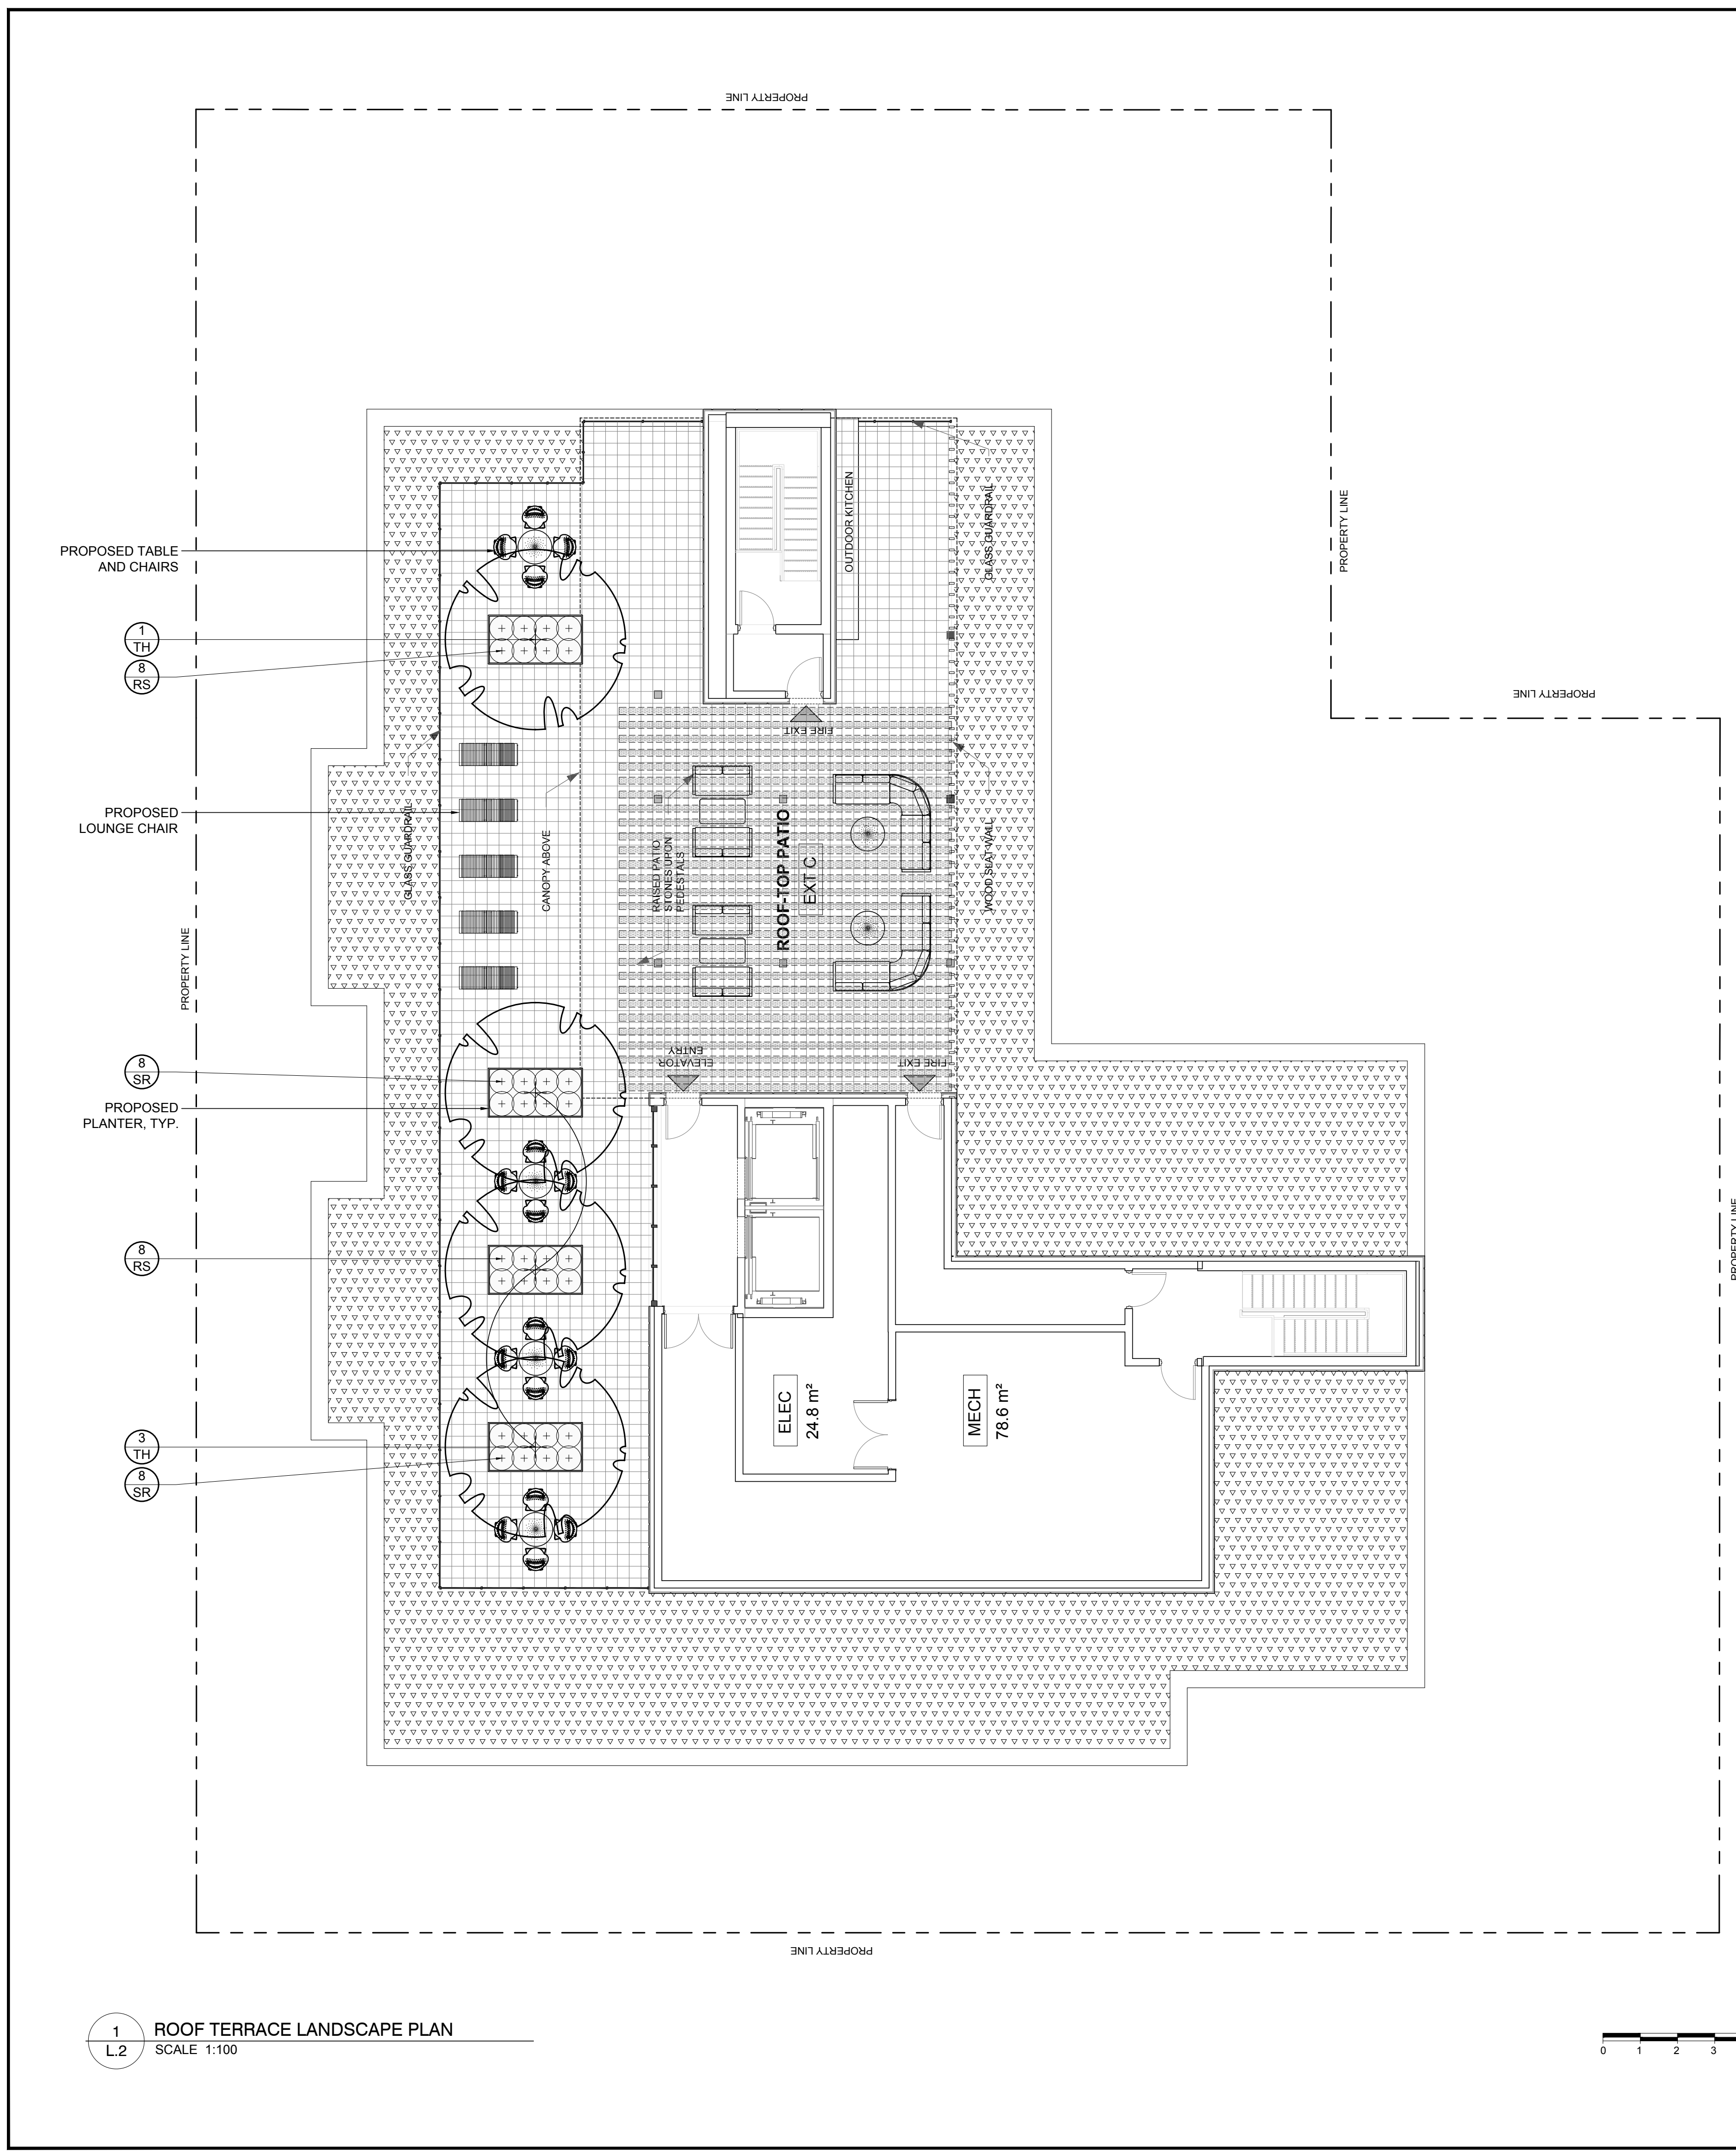 PROPERTY LINE
PROPERTY LINE
PROPERTY LINE
PROPERTY LINE
PROPERTY LINE
PROPERTY LINE
PROPOSED TABLE
AND CHAIRS
1
TH
8
RS
PROPOSED
LOUNGE CHAIR
8
SR
PROPOSED
PLANTER, TYP.
8
RS
3
TH
8
SR
OUTDOOR KITCHEN
GLASS GUARDRAIL
FIRE EXIT
GLASS GUARDRAIL
CANOPY ABOVE
RAISED PATIO
STONES UPON
PEDESTALS
ROOF-TOP PATIO
EXT C
WOOD SLAT WALL
ELEVATOR
ENTRY
FIRE EXIT
ELEC
24.8 m²
MECH
78.6 m²
1
L.2
ROOF TERRACE LANDSCAPE PLAN
SCALE 1:100
0 1 2 3